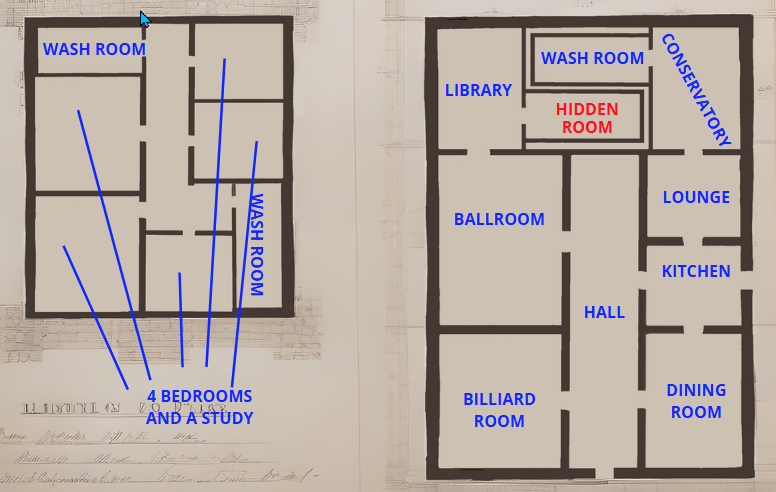 WASH ROOM
WASH ROOM
4 BEDROOMS
AND A STUDY
LIBRARY
WASH ROOM
HIDDEN
ROOM
CONSERVATORY
BALLROOM
LOUNGE
KITCHEN
HALL
BILLIARD
ROOM
DINING
ROOM